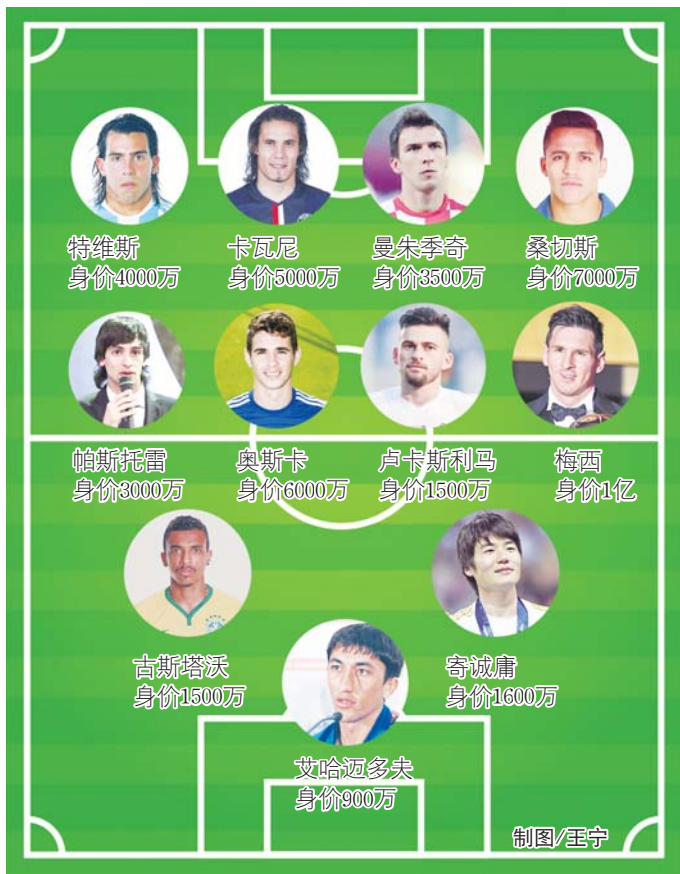 特维斯
身价4000万
卡瓦尼
身价5000万
曼朱季奇
身价3500万
桑切斯
身价7000万
帕斯托雷
身价3000万
奥斯卡
身价6000万
卢卡斯利马
身价1500万
梅西
身价1亿
古斯塔沃
身价1500万
寄诚庸
身价1600万
艾哈迈多夫
身价900万
制图/王宁